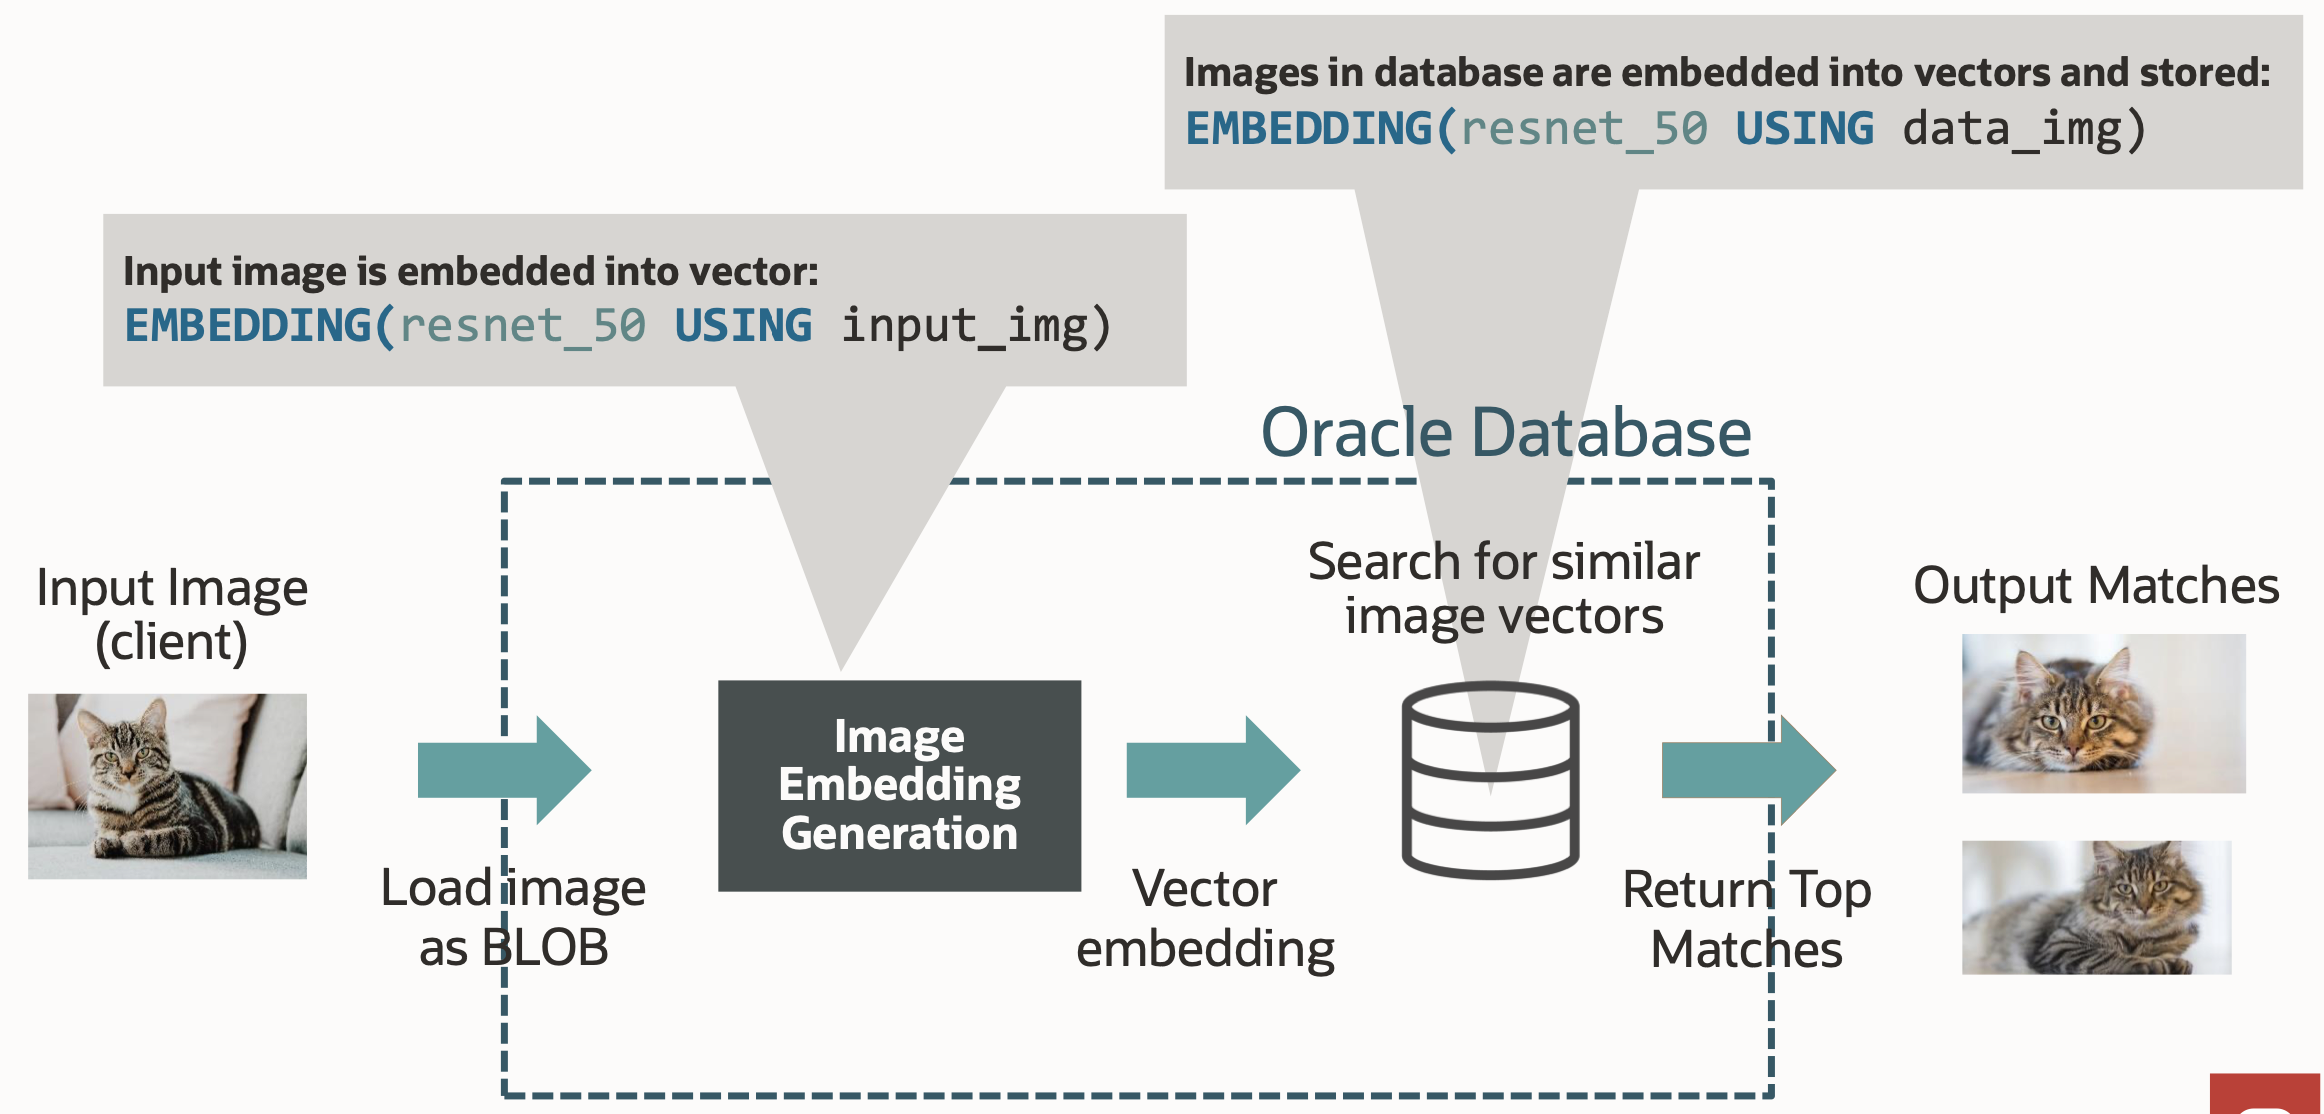 Images in database are embedded into vectors and stored:
EMBEDDING(resnet_50 USING data_img)
Input image is embedded into vector:
EMBEDDING(resnet_50 USING input_img)
Oracle Database
Input Image
(client)
Load image
as BLOB
Image
Embedding
Generation
Vector
embedding
Search for similar
image vectors
Return Top
Matches
Output Matches